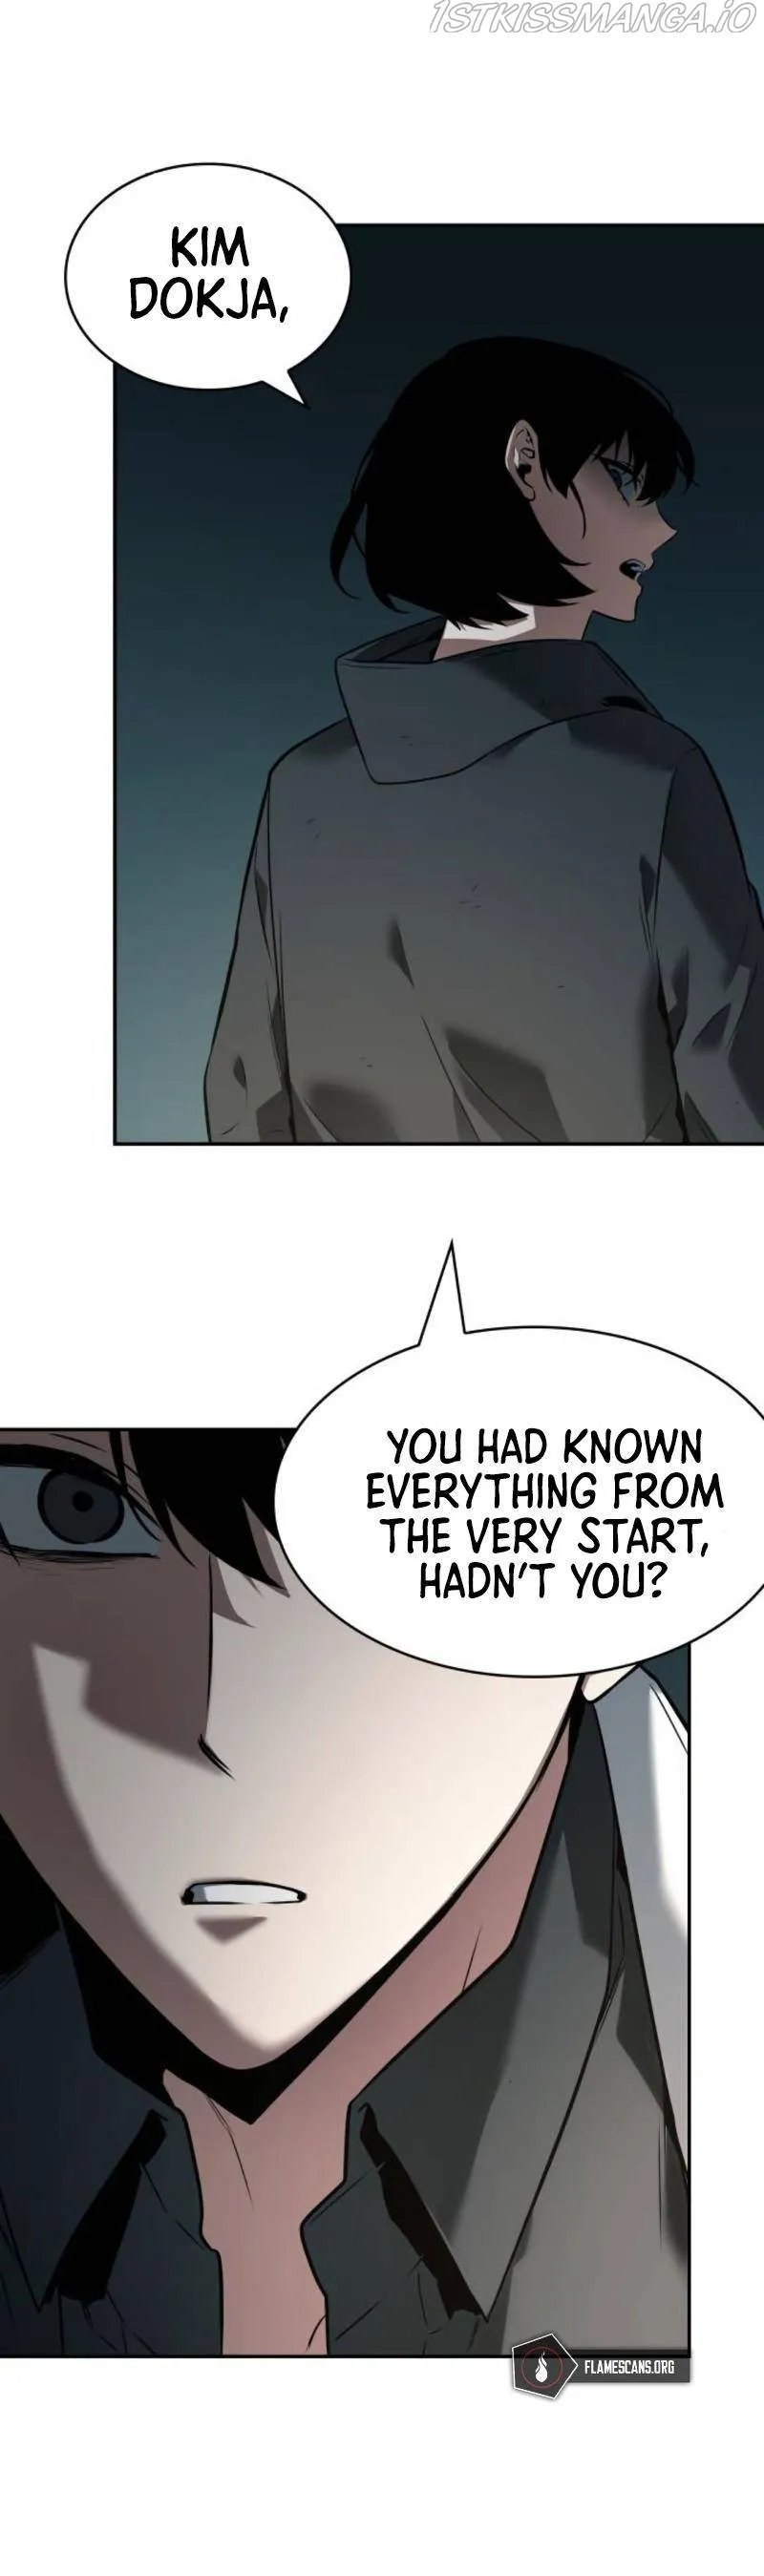 1STKISSMANGA.iO
KIM
DOKJA,
YOU HAD KNOWN
EVERYTHING FROM
THE VERY START,
HADN'T YOU?
FLAMESCANS.ORG